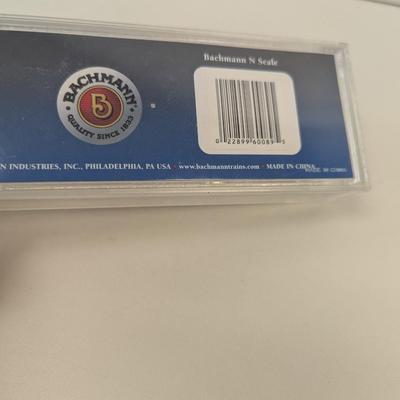 Bachmann N Scale
BACHMANN
B
QUALITY SINCE 1833
0 22899 60089 5
N INDUSTRIES, INC., PHILADELPHIA, PA USA • www.bachmanntrains.com • MADE IN CHINA